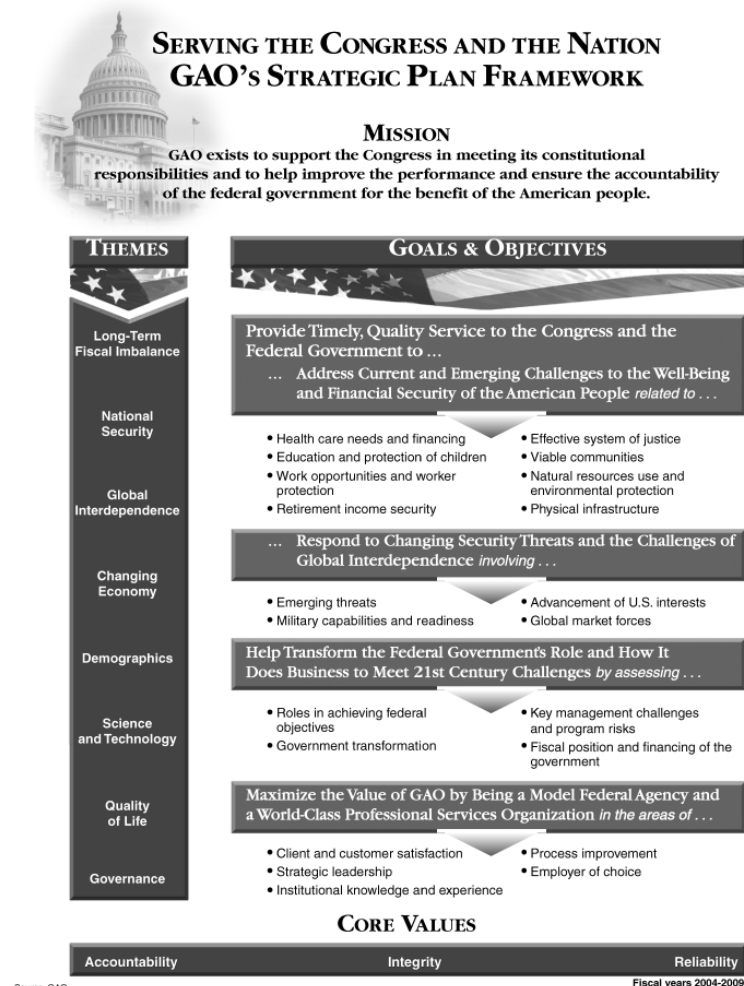 SERVING THE CONGRESS AND THE NATION
GAO'S STRATEGIC PLAN FRAMEWORK
MISSION
GAO exists to support the Congress in meeting its constitutional
responsibilities and to help improve the performance and ensure the accountability
of the federal government for the benefit of the American people.
THEMES
Long-Term
Fiscal Imbalance
National
Security
Global
Interdependence
Changing
Economy
Demographics
Science
and Technology
Quality
of Life
Governance
GOALS & OBJECTIVES
Provide Timely, Quality Service to the Congress and the
Federal Government to ...
... Address Current and Emerging Challenges to the Well-Being
and Financial Security of the American People related to . . .
• Health care needs and financing
• Education and protection of children
• Work opportunities and worker
protection
• Retirement income security
• Effective system of justice
• Viable communities
• Natural resources use and
environmental protection
• Physical infrastructure
... Respond to Changing Security Threats and the Challenges of
Global Interdependence involving . . .
• Emerging threats
• Military capabilities and readiness
• Advancement of U.S. interests
• Global market forces
Help Transform the Federal Government's Role and How It
Does Business to Meet 21st Century Challenges by assessing . . .
• Roles in achieving federal
objectives
• Government transformation
• Key management challenges
and program risks
• Fiscal position and financing of the
government
Maximize the Value of GAO by Being a Model Federal Agency and
a World-Class Professional Services Organization in the areas of . . .
• Client and customer satisfaction
• Strategic leadership
• Institutional knowledge and experience
• Process improvement
• Employer of choice
CORE VALUES
Accountability Integrity Reliability
Fiscal years 2004-2009